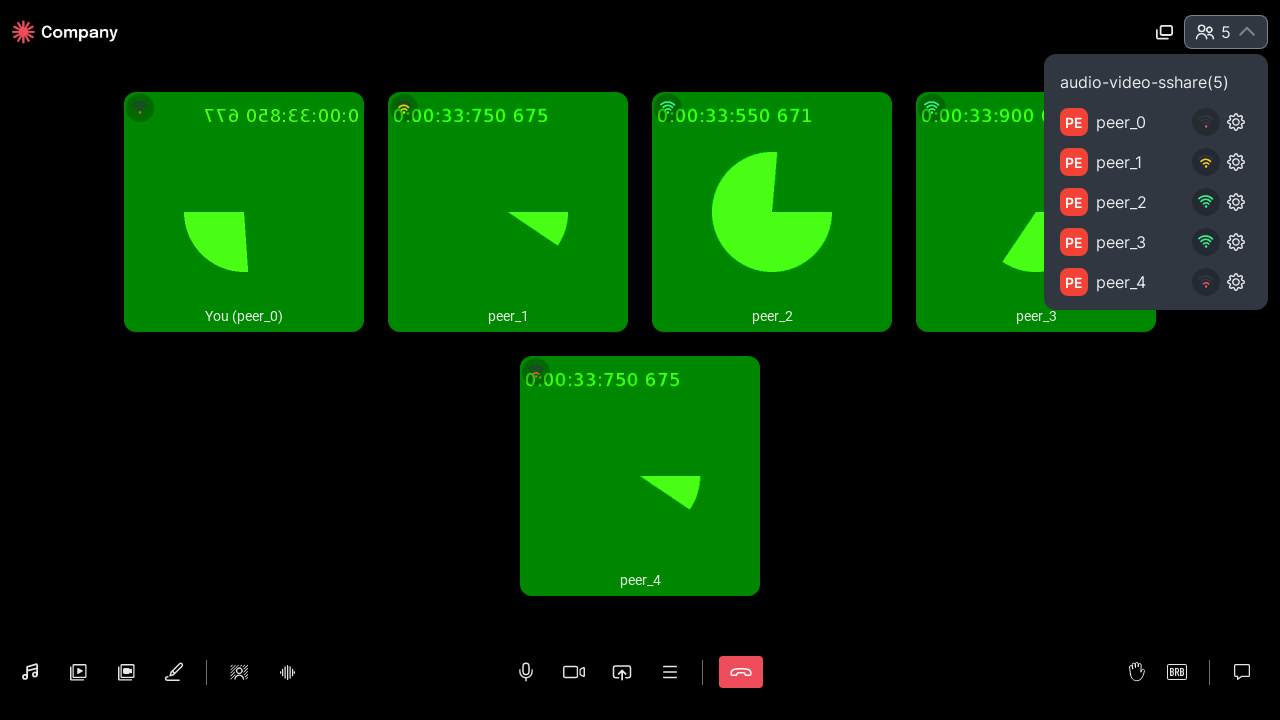 Company
5
audio-video-sshare(5)
PE peer_0
PE peer_1
PE peer_2
PE peer_3
PE peer_4
0:00:33:850 677
0:00:33:750 675
0:00:33:550 671
0:00:33:900
You (peer_0)
peer_1
peer_2
peer_3
0:00:33:750 675
peer_4
BRB